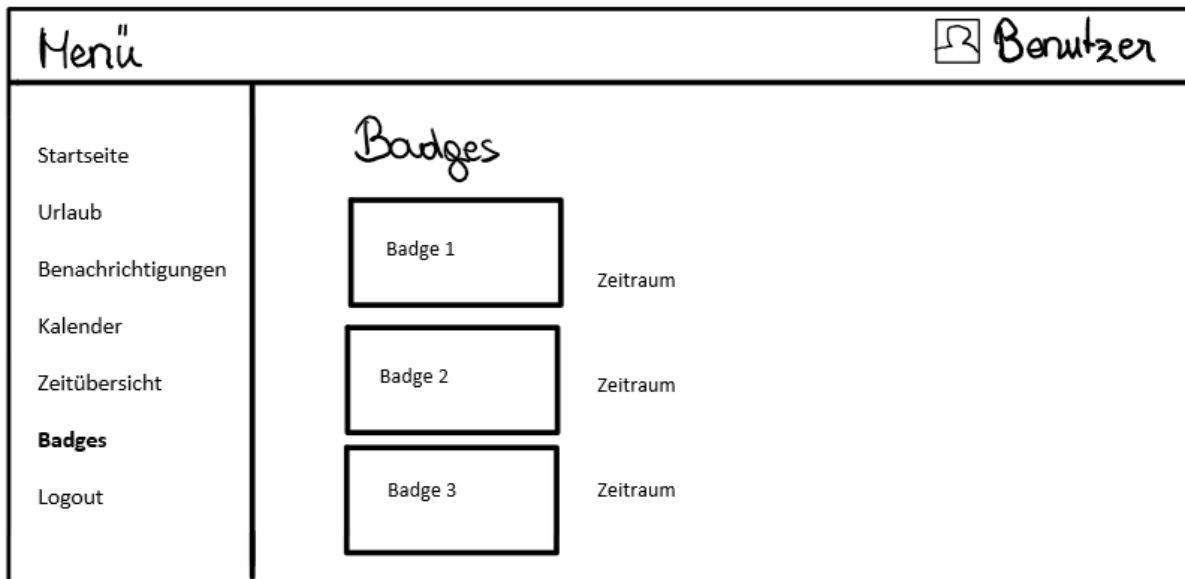 Menü
Benutzer
Startseite
Urlaub
Benachrichtigungen
Kalender
Zeitübersicht
Badges
Logout
Badges
Badge 1
Zeitraum
Badge 2
Zeitraum
Badge 3
Zeitraum